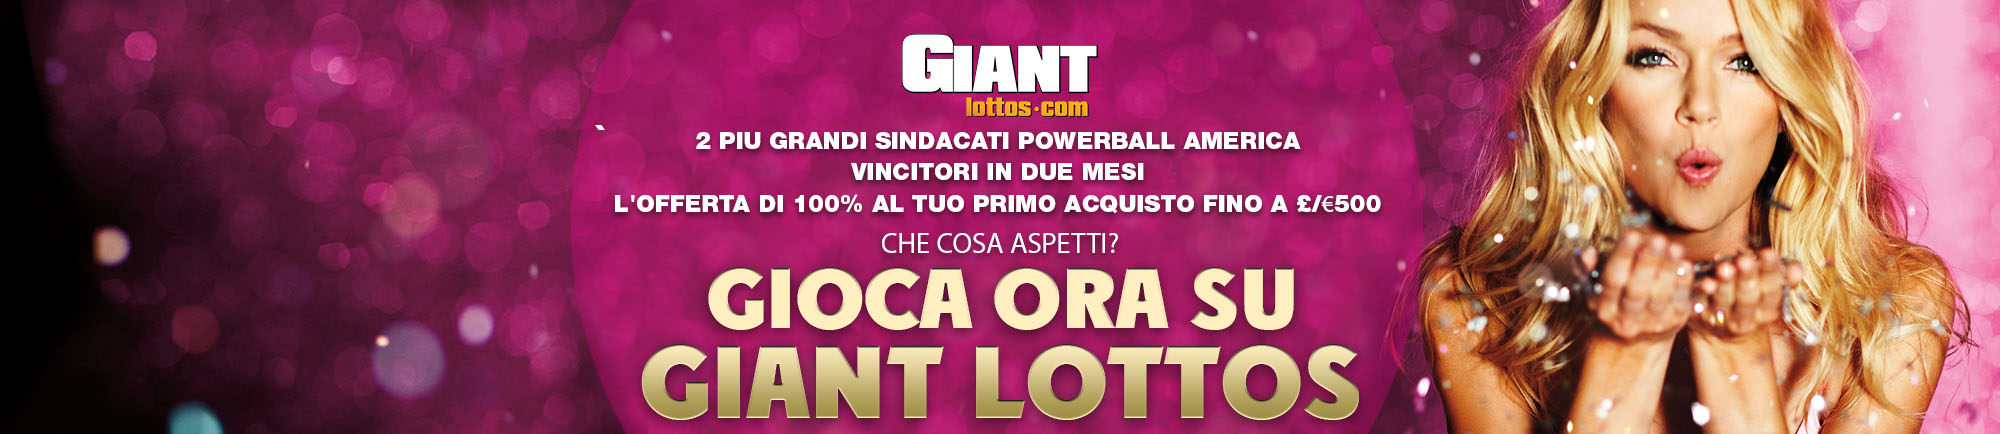 GIANT
lottos.com
2 PIU GRANDI SINDACATI POWERBALL AMERICA
VINCITORI IN DUE MESI
L'OFFERTA DI 100% AL TUO PRIMO ACQUISTO FINO A £/€500
CHE COSA ASPETTI?
GIOCA ORA SU
GIANT LOTTOS